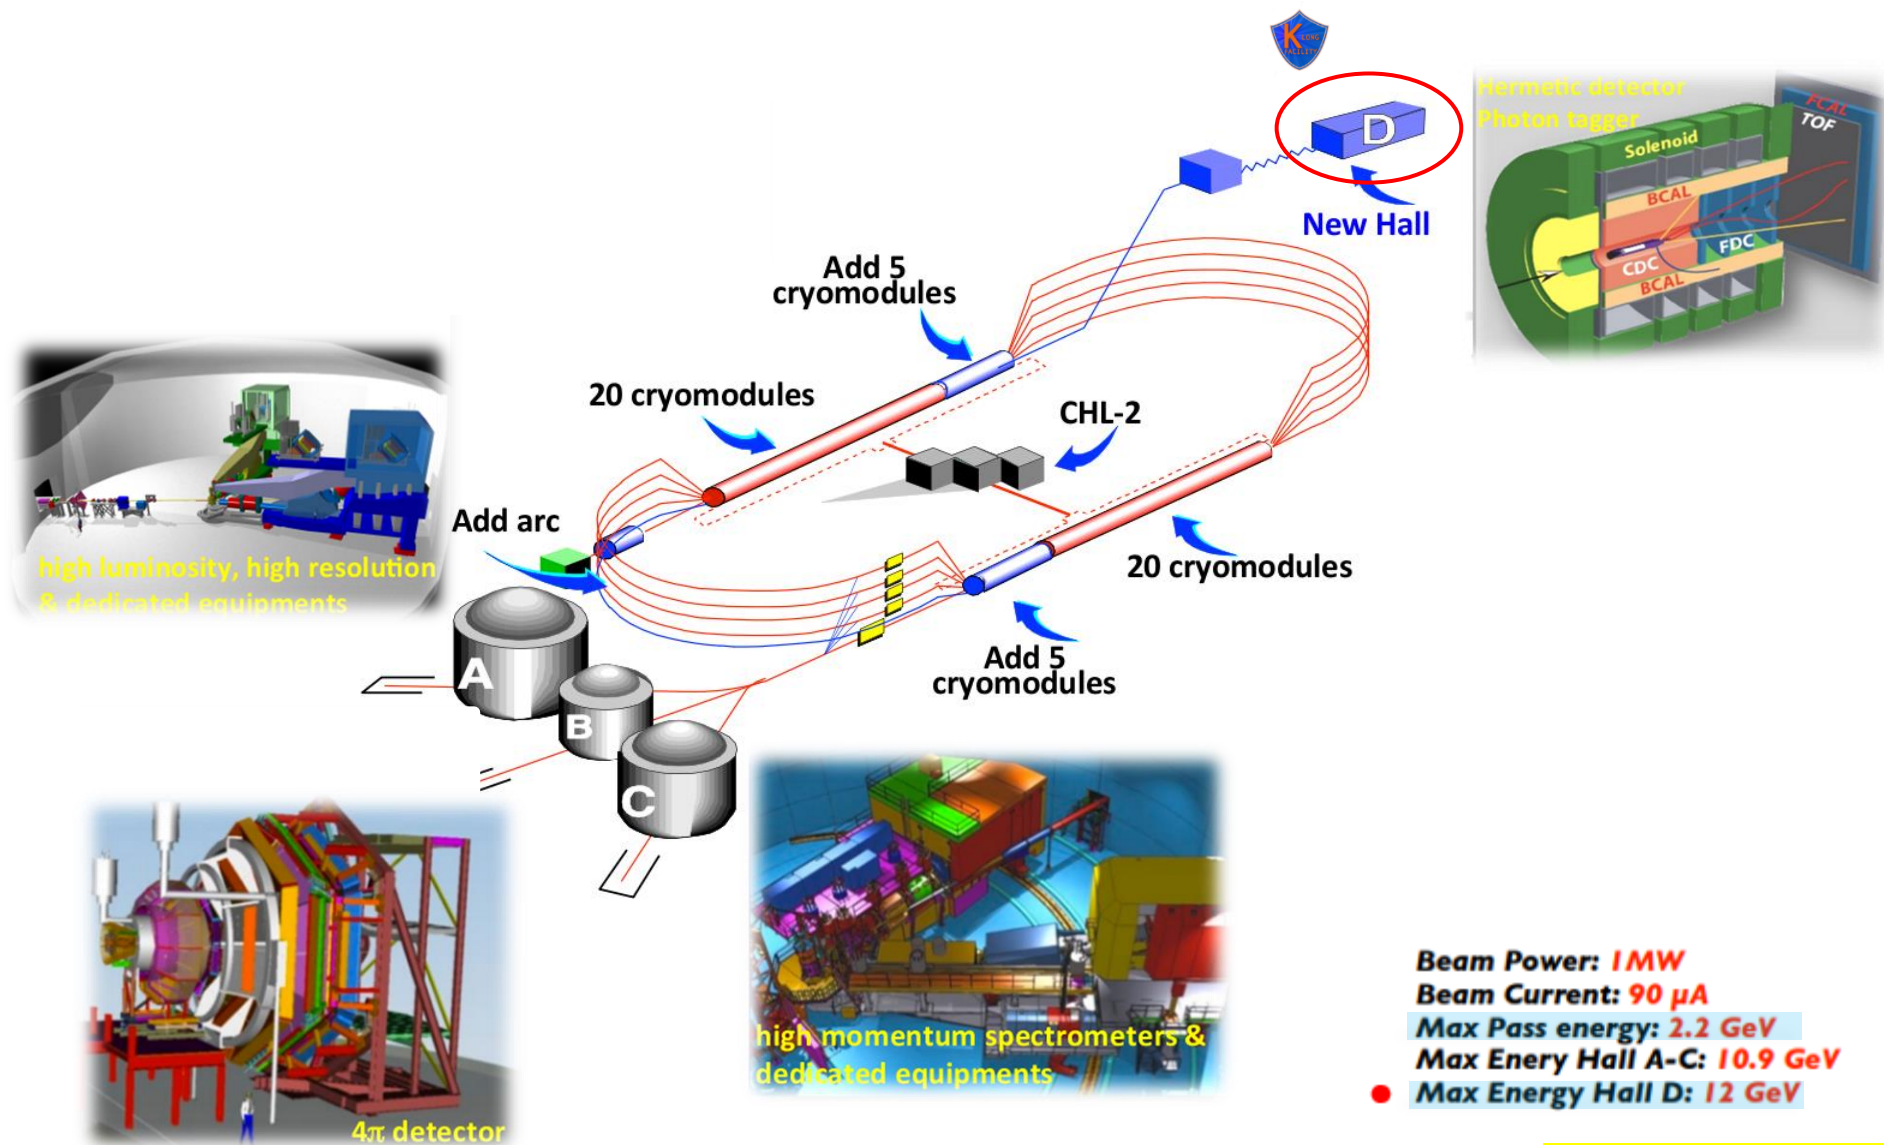 K LONG
FACILITY
D
New Hall
Hermetic detector
Photon tagger
Solenoid
FCAL
TOF
BCAL
FDC
CDC
BCAL
Add 5
cryomodules
20 cryomodules
CHL-2
Add arc
20 cryomodules
Add 5
cryomodules
high luminosity, high resolution
& dedicated equipments
A
B
C
4π detector
high momentum spectrometers &
dedicated equipments
Beam Power: 1MW
Beam Current: 90 µA
Max Pass energy: 2.2 GeV
Max Enery Hall A-C: 10.9 GeV
Max Energy Hall D: 12 GeV